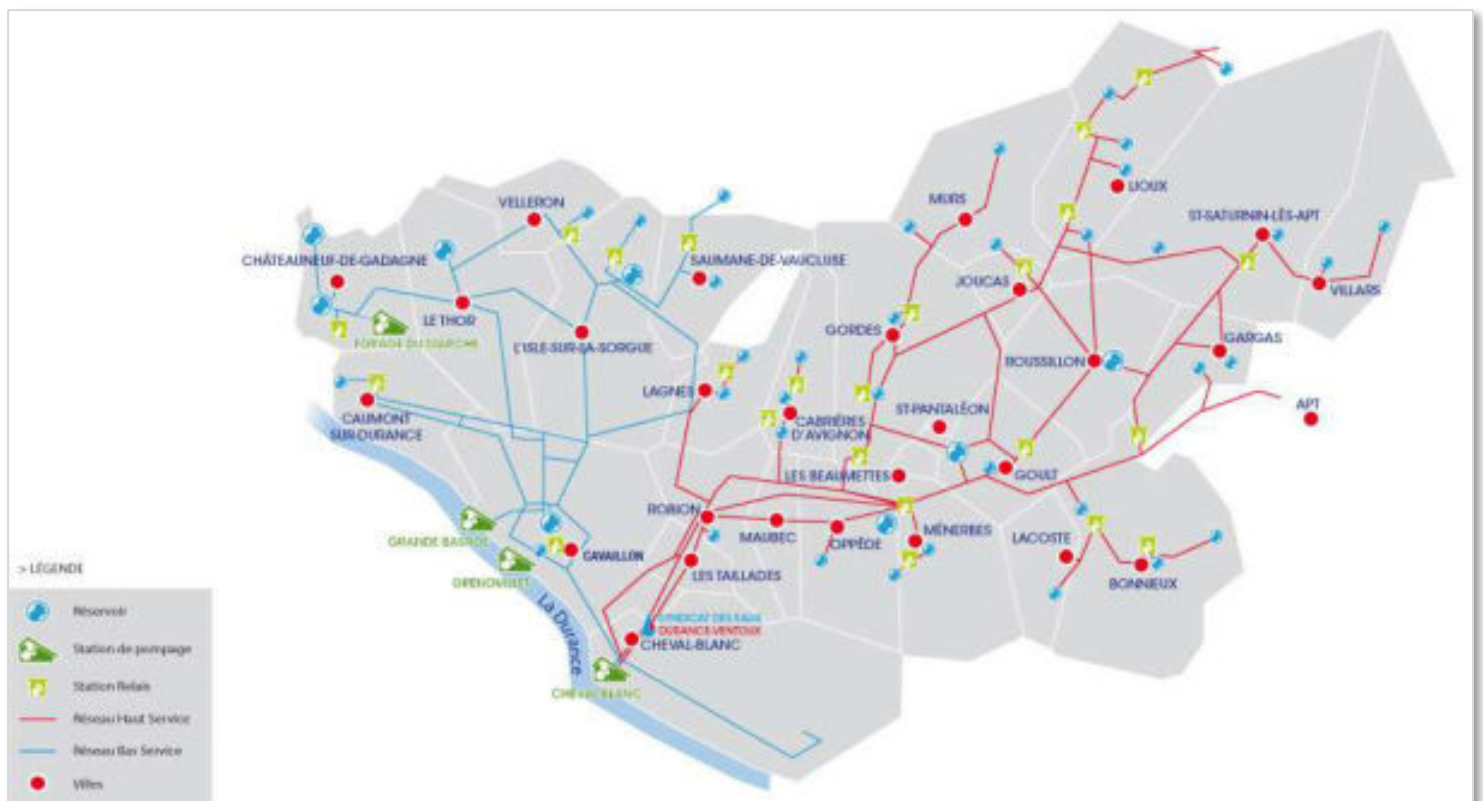 VELLERON
MURS
LIOUX
ST-SATURNIN-LÈS-APT
CHÂTEAUNEUF-DE-GADAGNE
SAUMANE-DE-VAUCLUSE
JOUCAS
VILLARS
LE THOR
L'ISLE-SUR-LA-SORGUE
GORDES
GARGAS
ROUSSILLON
LAGNES
ST-PANTALÉON
APT
CAUMONT
SUR-DURANCE
CABRIÈRES
D'AVIGNON
LES BEAUMETTES
GOULT
ROBION
MAUBEC
OPPÈDE
MÉNERBES
LACOSTE
GRANDE BASTIDE
CAVAILLON
LES TAILLADES
BONNIEUX
La Durance
SYNDICAT DES EAUX
DURANCE-VENTOUX
CHEVAL-BLANC
CHEVAL BLANC
> LÉGENDE
Réservoir
Station de pompage
Station Relais
Réseau Haut Service
Réseau Bas Service
Villes